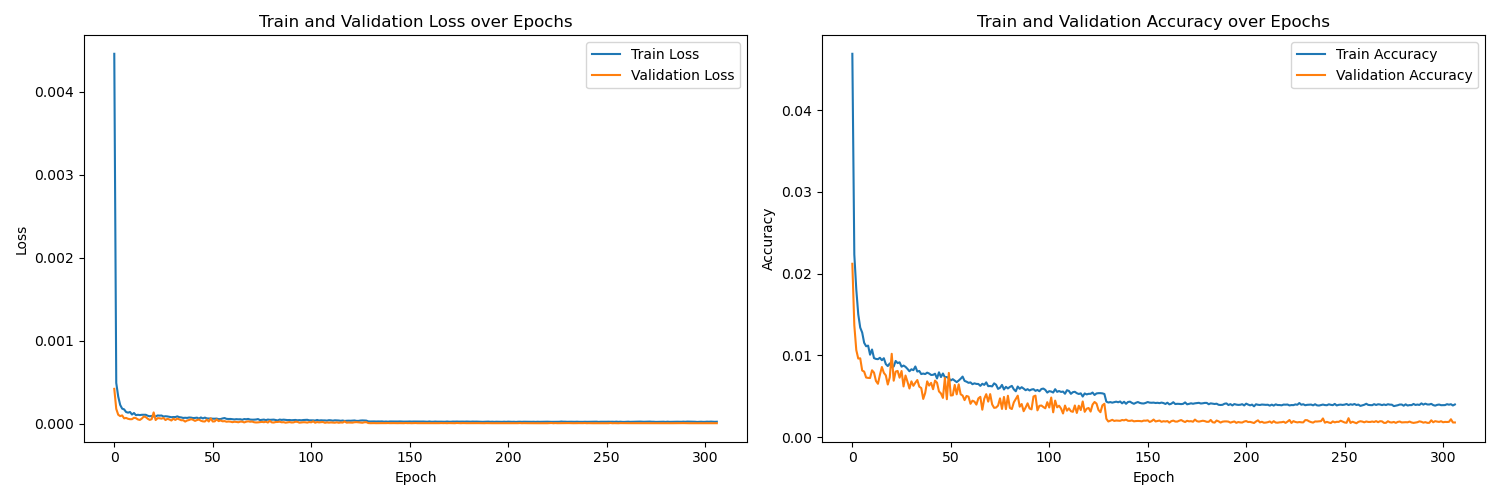 Train and Validation Loss over Epochs
Train Loss
Validation Loss
0.004
0.003
0.002
0.001
0.000
Loss
0
50
100
150
200
250
300
Epoch
Train and Validation Accuracy over Epochs
Train Accuracy
Validation Accuracy
0.04
0.03
0.02
0.01
0.00
Accuracy
0
50
100
150
200
250
300
Epoch